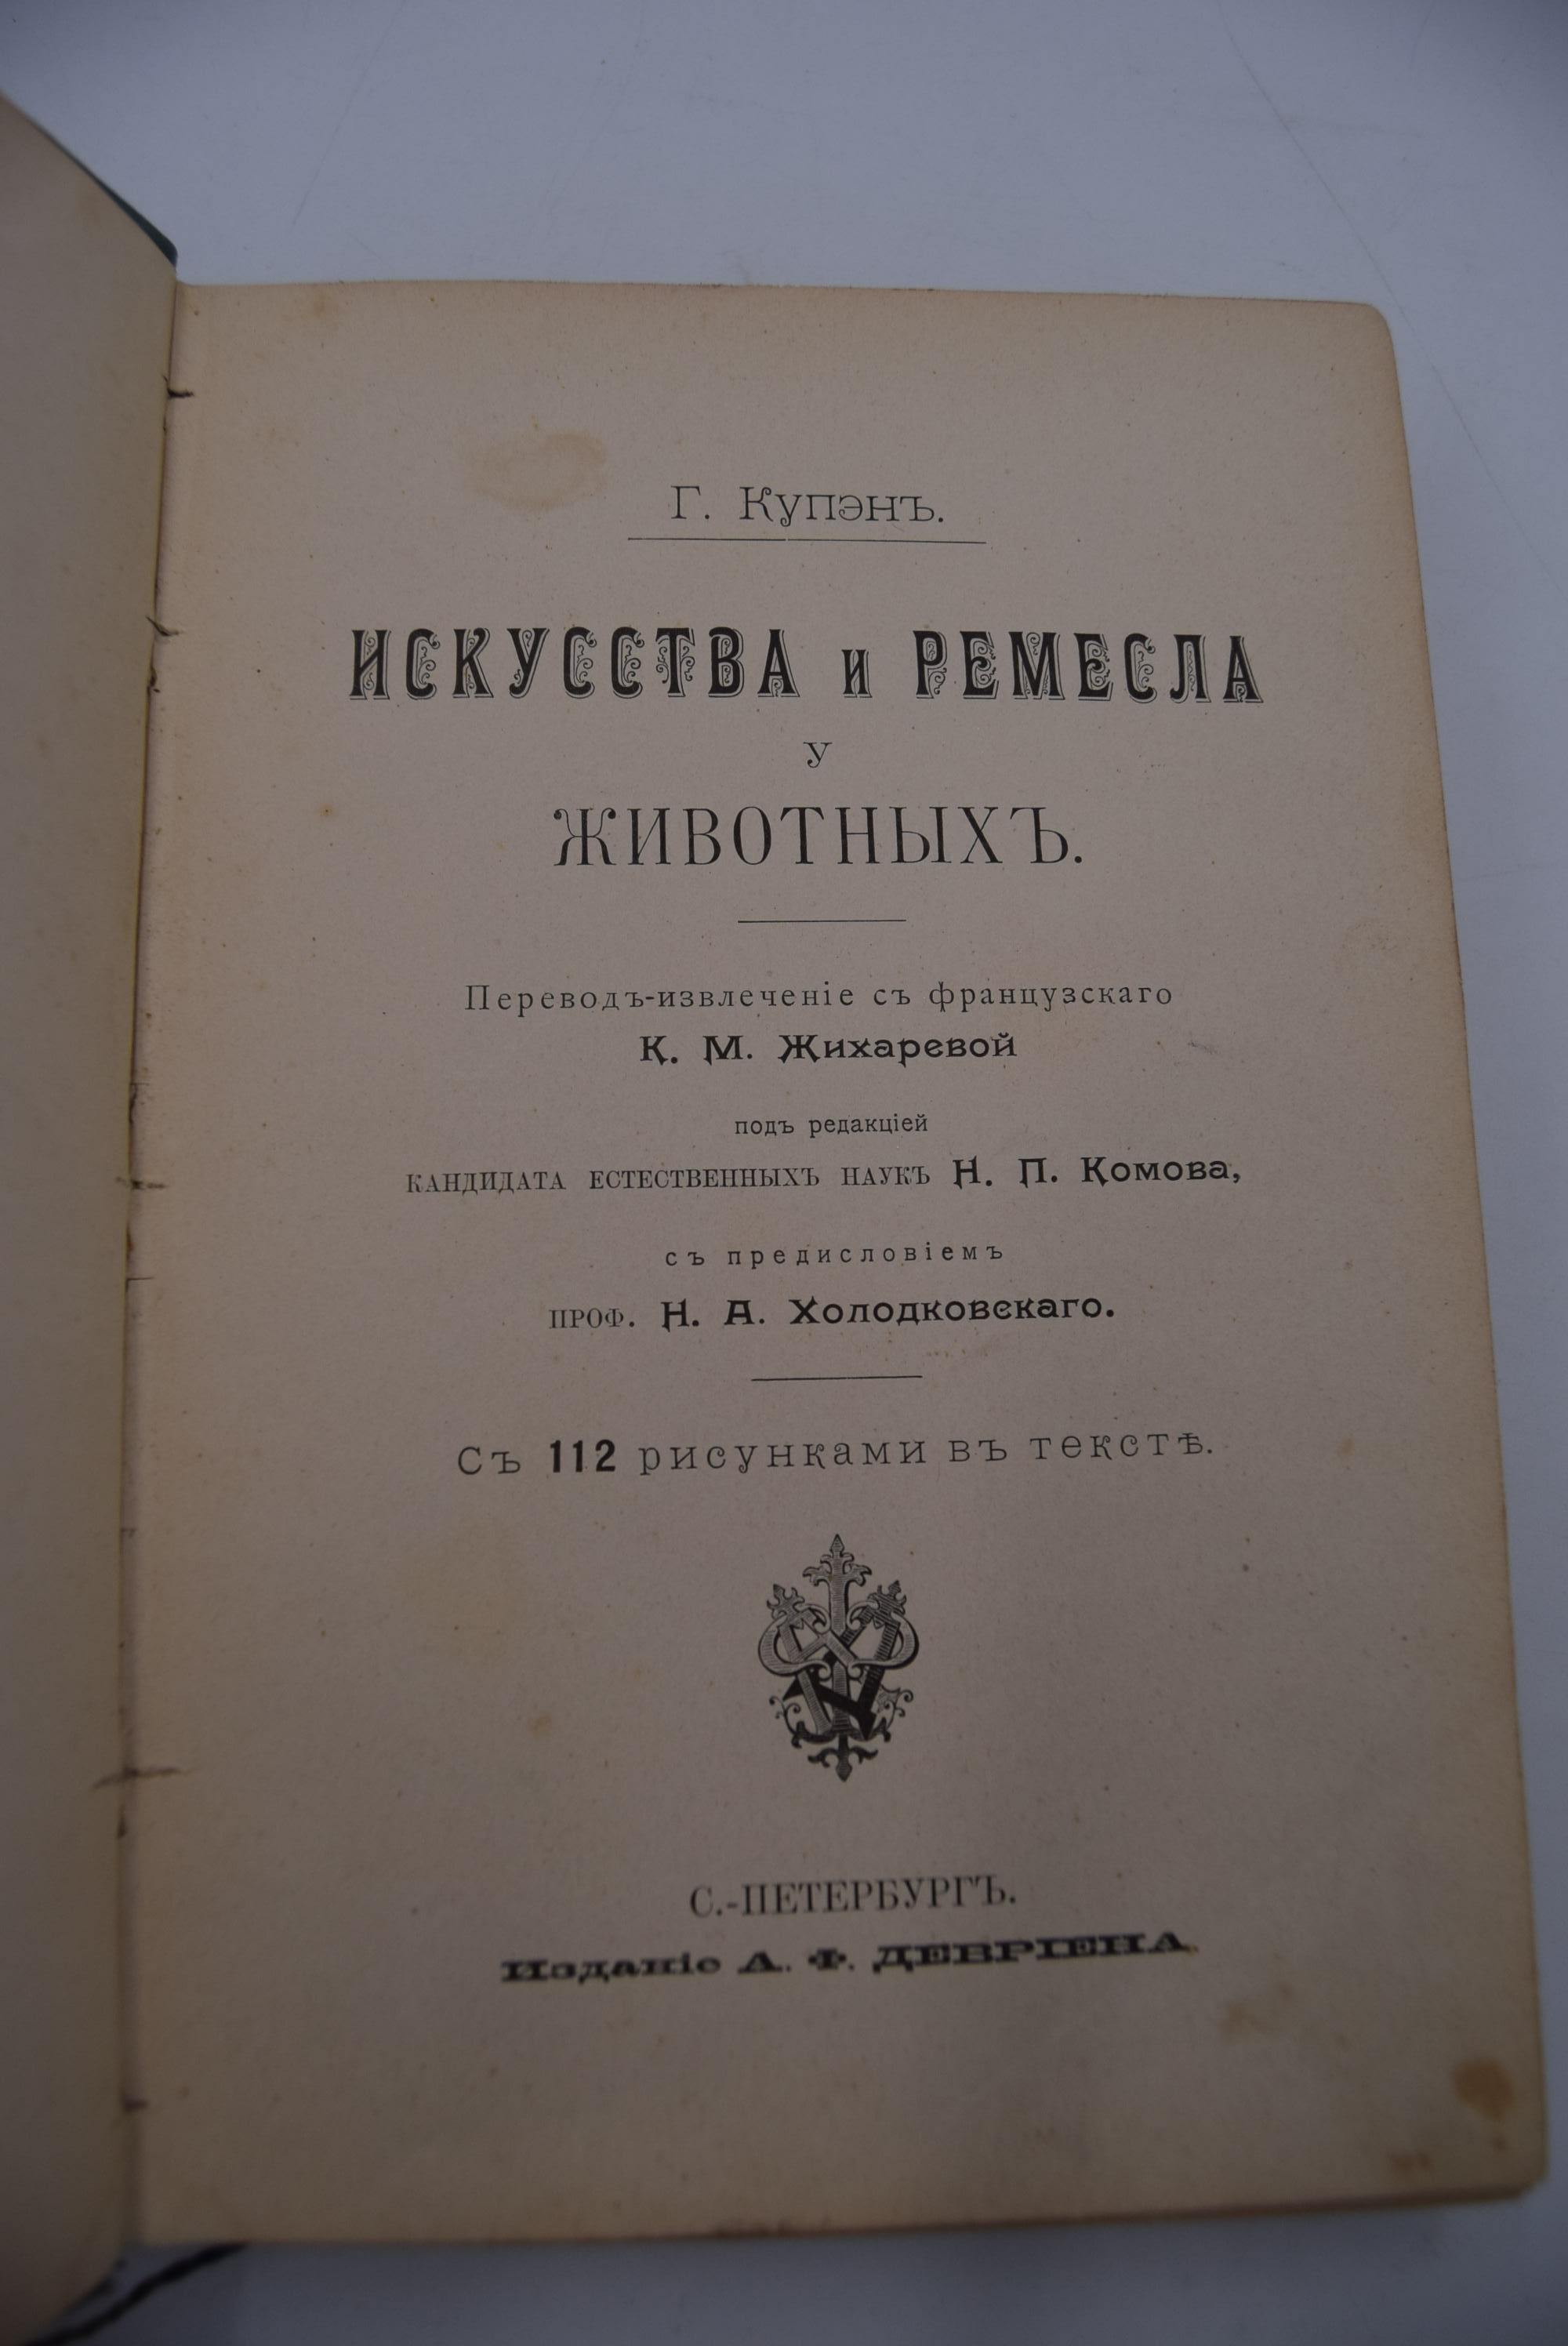 Г. Купэнъ.
ИСКУССТВА и РЕМЕСЛА
У
ЖИВОТНЫХЪ.
Переводъ-извлеченіе съ французскаго
К. М. Жихаревой
подъ редакціей
КАНДИДАТА ЕСТЕСТВЕННЫХЪ НАУКЪ Н. П. Комова,
съ предисловіемъ
ПРОФ. Н. А. Холодковскаго.
Съ 112 рисунками въ текстѣ.
С.-ПЕТЕРБУРГЪ.
Изданіе А. Ф. ДЕВРІЕНА